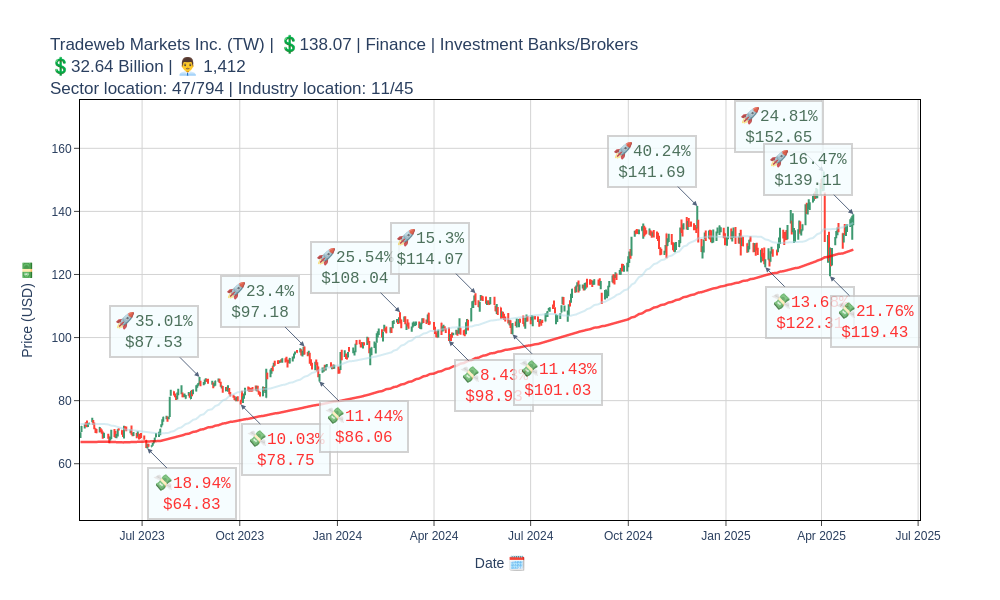 Tradeweb Markets Inc. (TW) | 💲138.07 | Finance | Investment Banks/Brokers
💲32.64 Billion | 👨‍💼 1,412
Sector location: 47/794 | Industry location: 11/45
🚀24.81%
$152.65
🚀40.24%
$141.69
🚀16.47%
$139.11
🚀15.3%
$114.07
🚀25.54%
$108.04
🚀23.4%
$97.18
🚀35.01%
$87.53
💸13.6
$122.3
💸21.76%
$119.43
💸8.43
$98.9
💸11.43%
$101.03
💸11.44%
$86.06
💸10.03%
$78.75
💸18.94%
$64.83
160
140
120
100
80
60
Price (USD) 💵
Jul 2023
Oct 2023
Jan 2024
Apr 2024
Jul 2024
Oct 2024
Jan 2025
Apr 2025
Jul 2025
Date 🗓️